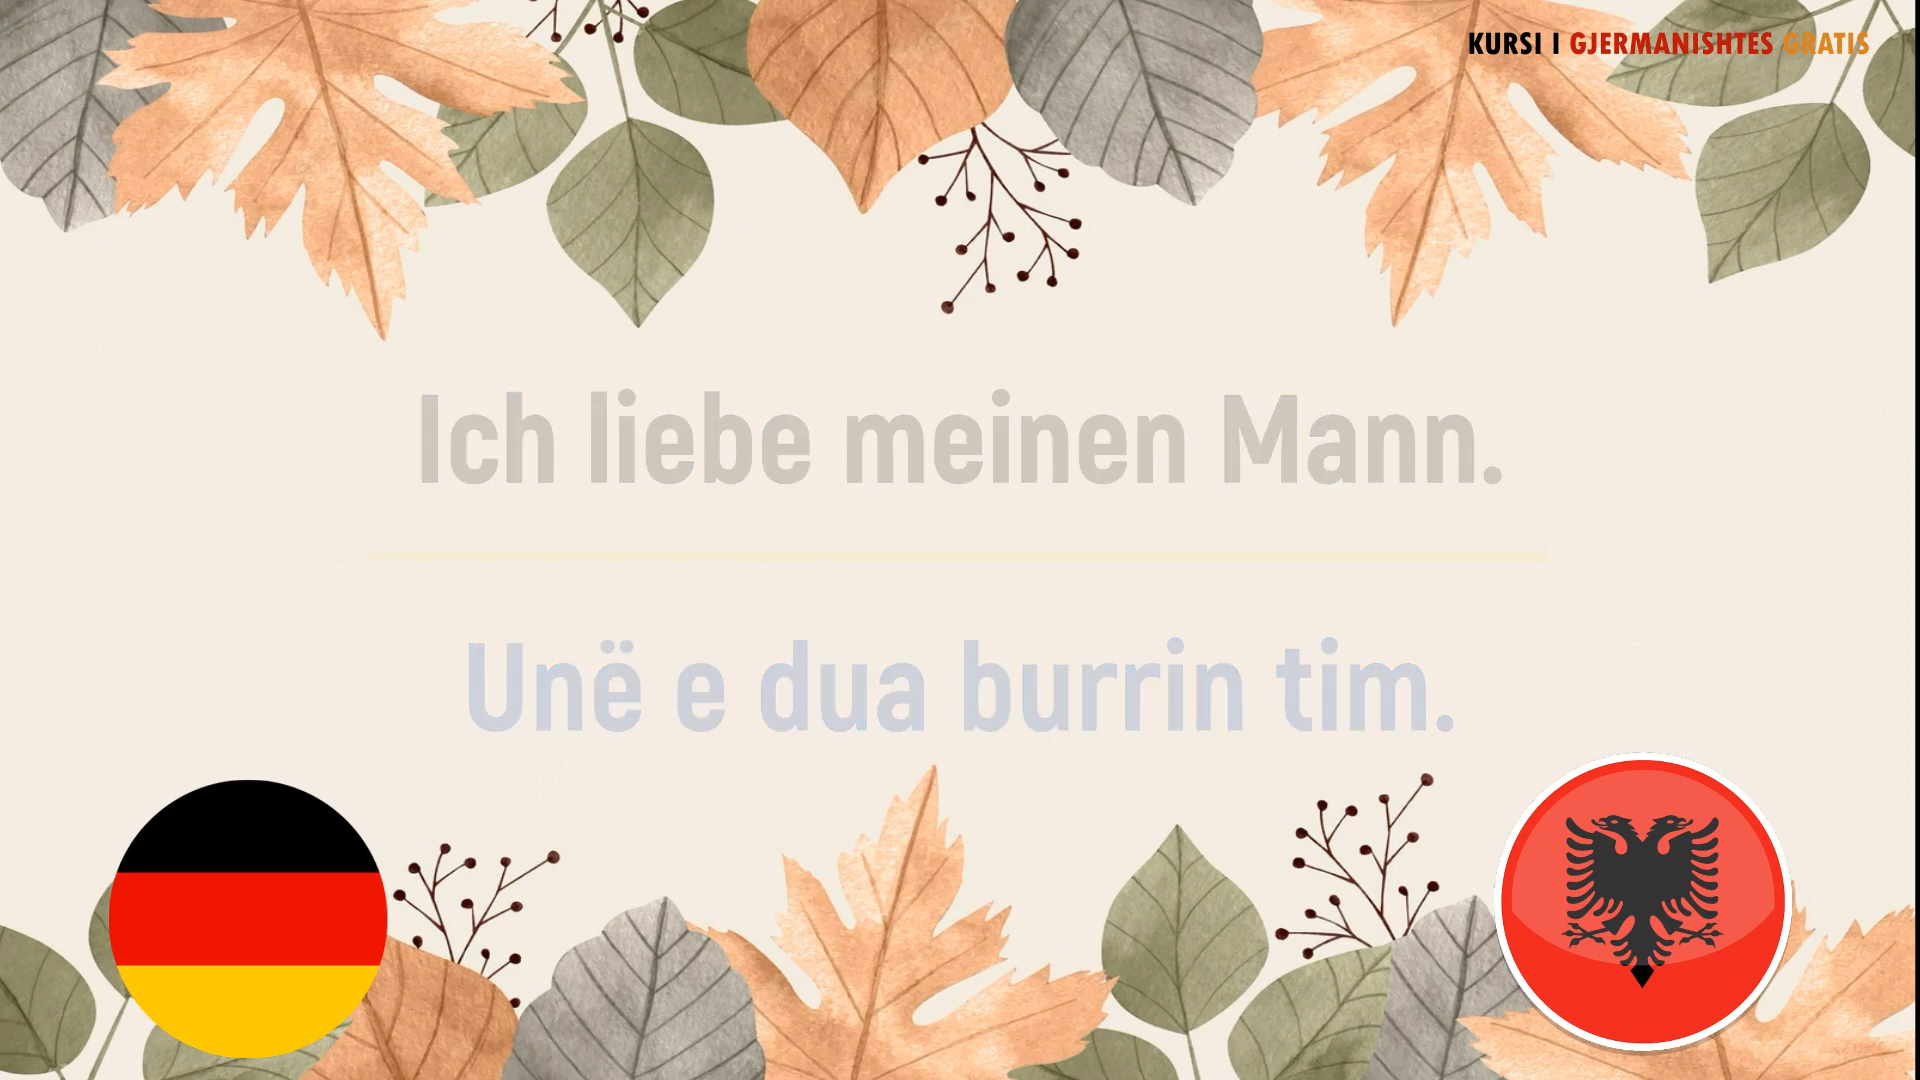 KURSI I GJERMANISHTES GRATIS
Ich liebe meinen Mann.
Unë e dua burrin tim.